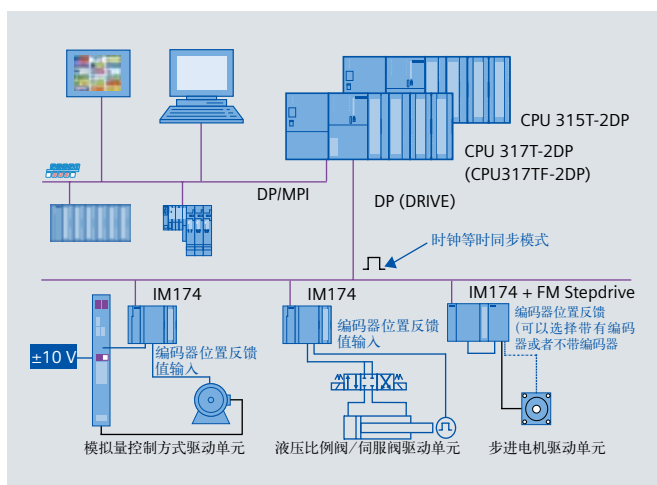 CPU 315T-2DP
CPU 317T-2DP
(CPU317TF-2DP)
DP/MPI
DP (DRIVE)
时钟等时同步模式
IM174
IM174
IM174 + FM Stepdrive
编码器位置反馈
值输入
编码器位置反馈
值输入
编码器位置反馈
(可以选择带有编码
器或者不带编码器
±10 V
模拟量控制方式驱动单元
液压比例阀/伺服阀驱动单元
步进电机驱动单元